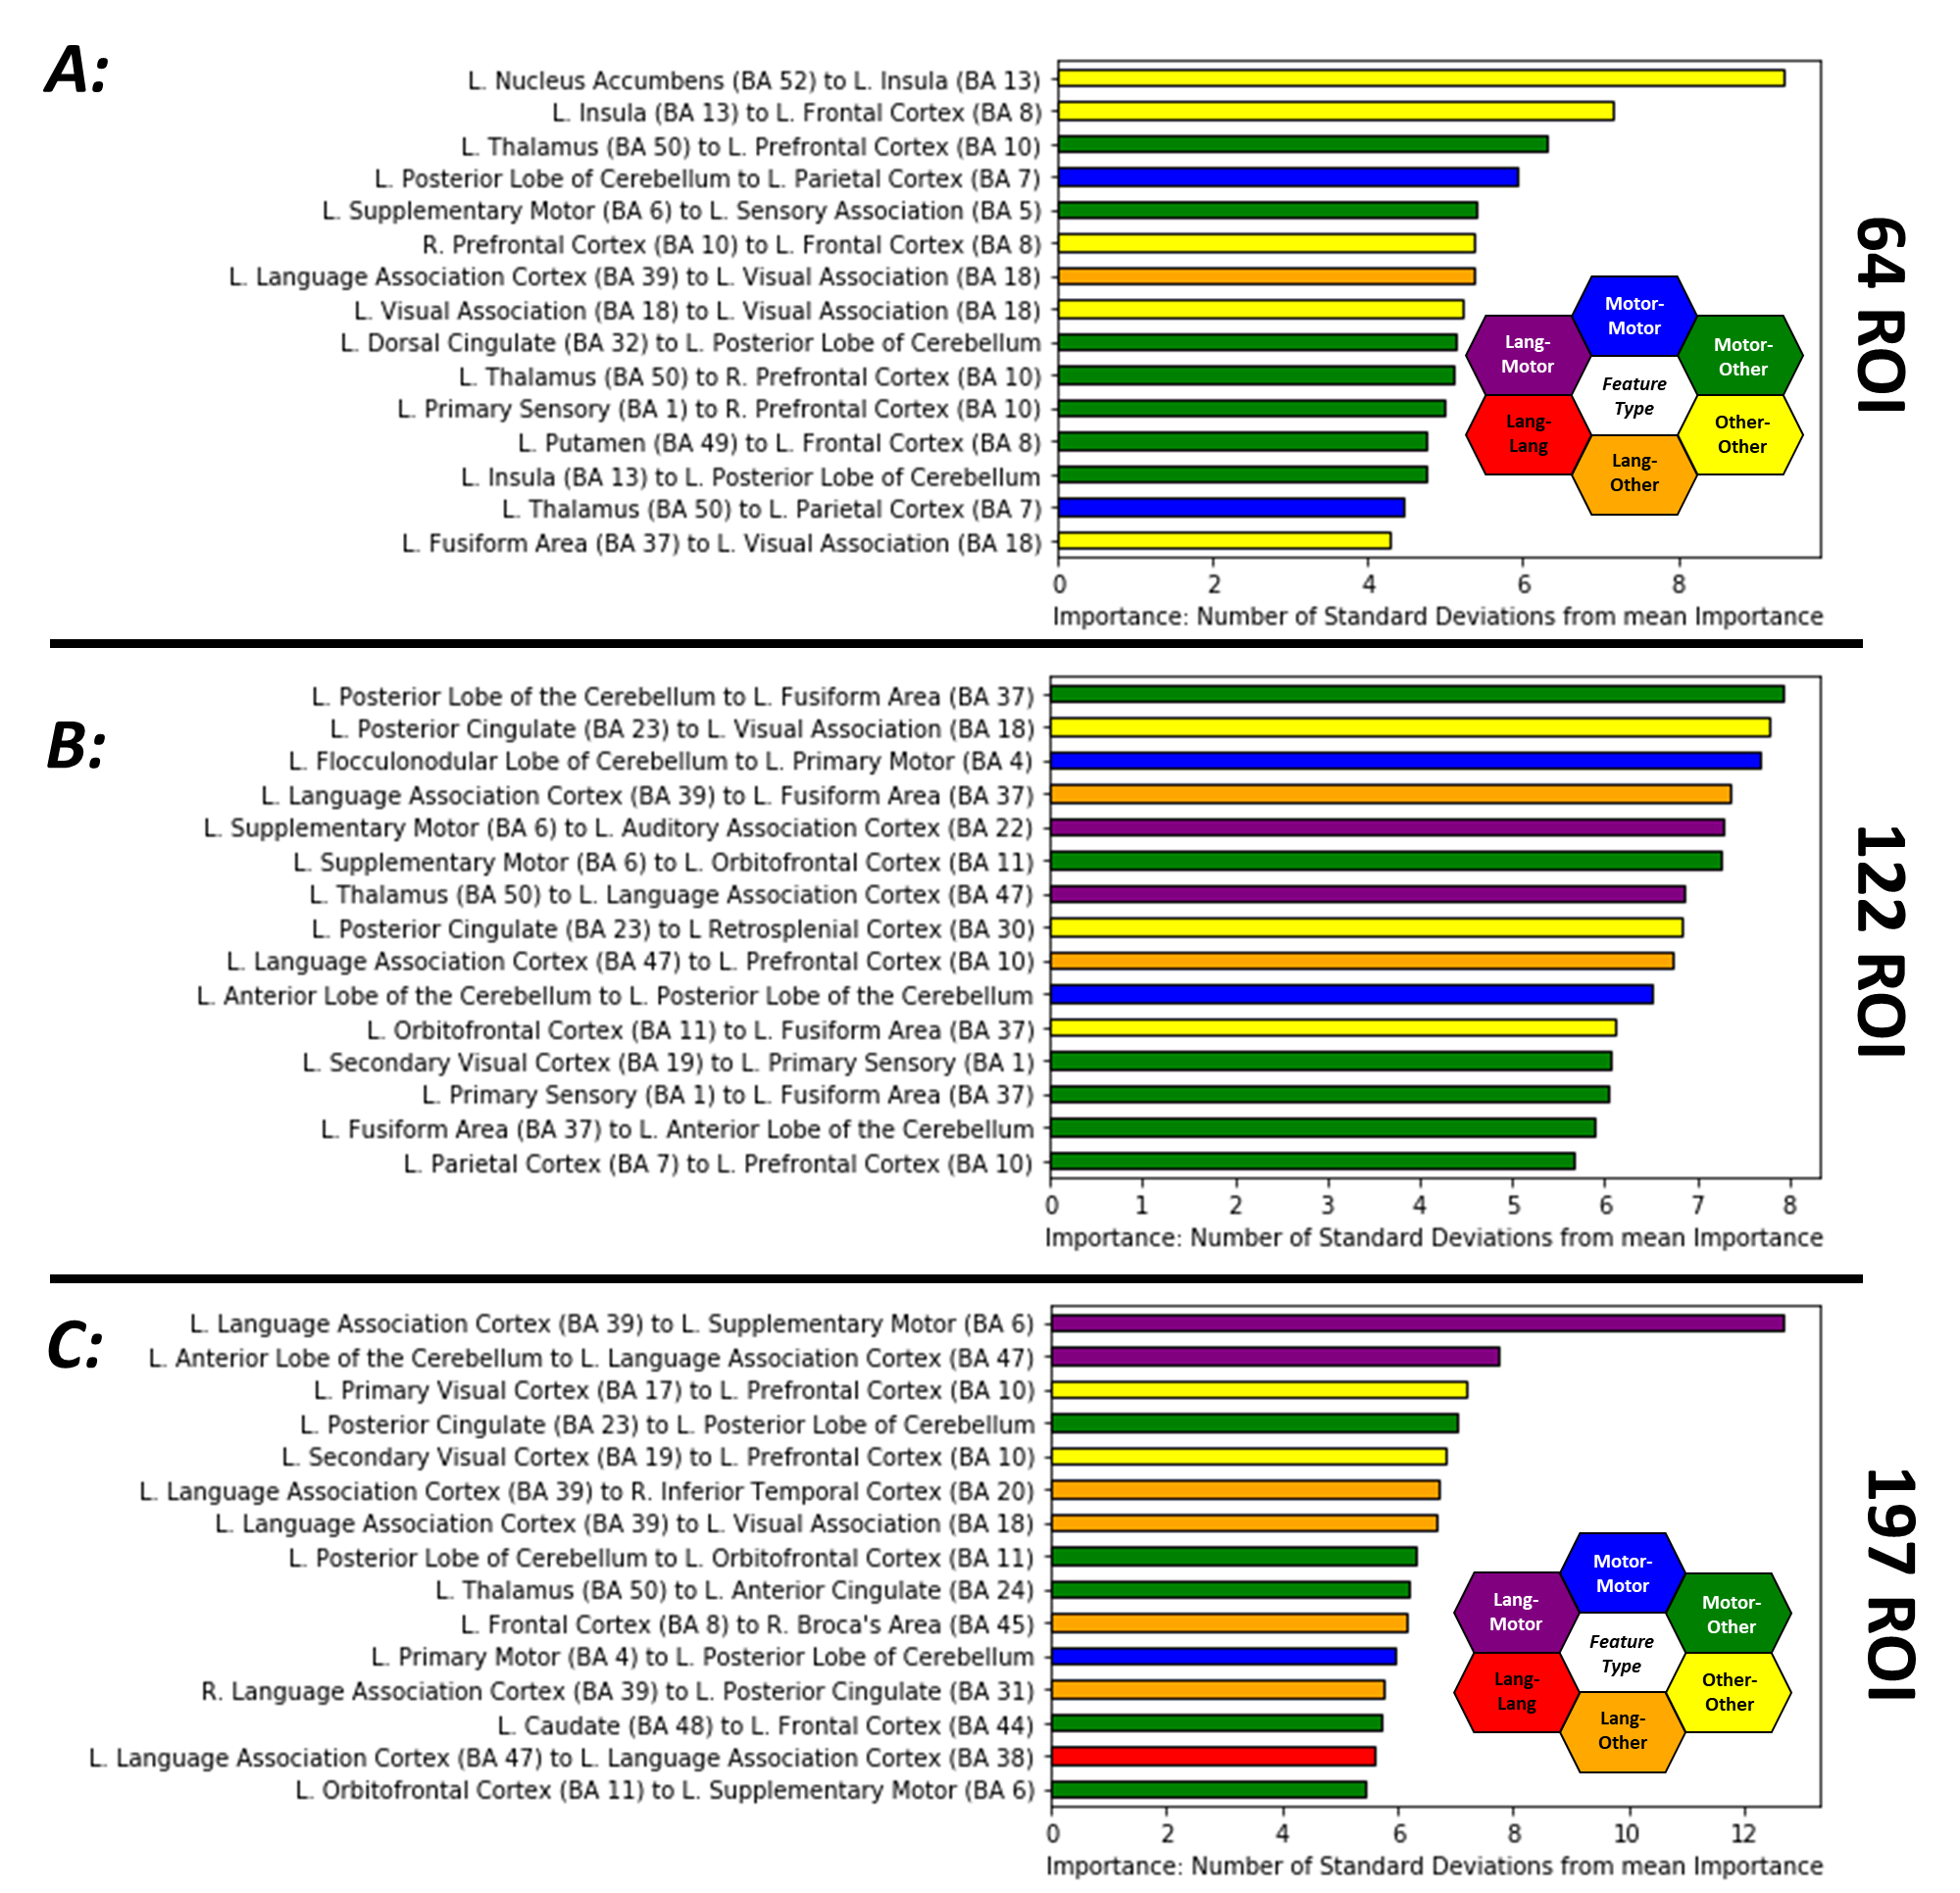 A:
L. Nucleus Accumbens (BA 52) to L. Insula (BA 13)
L. Insula (BA 13) to L. Frontal Cortex (BA 8)
L. Thalamus (BA 50) to L. Prefrontal Cortex (BA 10)
L. Posterior Lobe of Cerebellum to L. Parietal Cortex (BA 7)
L. Supplementary Motor (BA 6) to L. Sensory Association (BA 5)
R. Prefrontal Cortex (BA 10) to L. Frontal Cortex (BA 8)
L. Language Association Cortex (BA 39) to L. Visual Association (BA 18)
L. Visual Association (BA 18) to L. Visual Association (BA 18)
L. Dorsal Cingulate (BA 32) to L. Posterior Lobe of Cerebellum
L. Thalamus (BA 50) to R. Prefrontal Cortex (BA 10)
L. Primary Sensory (BA 1) to R. Prefrontal Cortex (BA 10)
L. Putamen (BA 49) to L. Frontal Cortex (BA 8)
L. Insula (BA 13) to L. Posterior Lobe of Cerebellum
L. Thalamus (BA 50) to L. Parietal Cortex (BA 7)
L. Fusiform Area (BA 37) to L. Visual Association (BA 18)
0 2 4 6 8
Importance: Number of Standard Deviations from mean Importance
Motor-
Motor
Lang-
Motor
Motor-
Other
Feature
Type
Lang-
Lang
Other-
Other
Lang-
Other
64 ROI
B:
L. Posterior Lobe of the Cerebellum to L. Fusiform Area (BA 37)
L. Posterior Cingulate (BA 23) to L. Visual Association (BA 18)
L. Flocculonodular Lobe of Cerebellum to L. Primary Motor (BA 4)
L. Language Association Cortex (BA 39) to L. Fusiform Area (BA 37)
L. Supplementary Motor (BA 6) to L. Auditory Association Cortex (BA 22)
L. Supplementary Motor (BA 6) to L. Orbitofrontal Cortex (BA 11)
L. Thalamus (BA 50) to L. Language Association Cortex (BA 47)
L. Posterior Cingulate (BA 23) to L Retrosplenial Cortex (BA 30)
L. Language Association Cortex (BA 47) to L. Prefrontal Cortex (BA 10)
L. Anterior Lobe of the Cerebellum to L. Posterior Lobe of the Cerebellum
L. Orbitofrontal Cortex (BA 11) to L. Fusiform Area (BA 37)
L. Secondary Visual Cortex (BA 19) to L. Primary Sensory (BA 1)
L. Primary Sensory (BA 1) to L. Fusiform Area (BA 37)
L. Fusiform Area (BA 37) to L. Anterior Lobe of the Cerebellum
L. Parietal Cortex (BA 7) to L. Prefrontal Cortex (BA 10)
0 1 2 3 4 5 6 7 8
Importance: Number of Standard Deviations from mean Importance
122 ROI
C:
L. Language Association Cortex (BA 39) to L. Supplementary Motor (BA 6)
L. Anterior Lobe of the Cerebellum to L. Language Association Cortex (BA 47)
L. Primary Visual Cortex (BA 17) to L. Prefrontal Cortex (BA 10)
L. Posterior Cingulate (BA 23) to L. Posterior Lobe of Cerebellum
L. Secondary Visual Cortex (BA 19) to L. Prefrontal Cortex (BA 10)
L. Language Association Cortex (BA 39) to R. Inferior Temporal Cortex (BA 20)
L. Language Association Cortex (BA 39) to L. Visual Association (BA 18)
L. Posterior Lobe of Cerebellum to L. Orbitofrontal Cortex (BA 11)
L. Thalamus (BA 50) to L. Anterior Cingulate (BA 24)
L. Frontal Cortex (BA 8) to R. Broca's Area (BA 45)
L. Primary Motor (BA 4) to L. Posterior Lobe of Cerebellum
R. Language Association Cortex (BA 39) to L. Posterior Cingulate (BA 31)
L. Caudate (BA 48) to L. Frontal Cortex (BA 44)
L. Language Association Cortex (BA 47) to L. Language Association Cortex (BA 38)
L. Orbitofrontal Cortex (BA 11) to L. Supplementary Motor (BA 6)
0 2 4 6 8 10 12
Importance: Number of Standard Deviations from mean Importance
Motor-
Motor
Lang-
Motor
Motor-
Other
Feature
Type
Lang-
Lang
Other-
Other
Lang-
Other
197 ROI